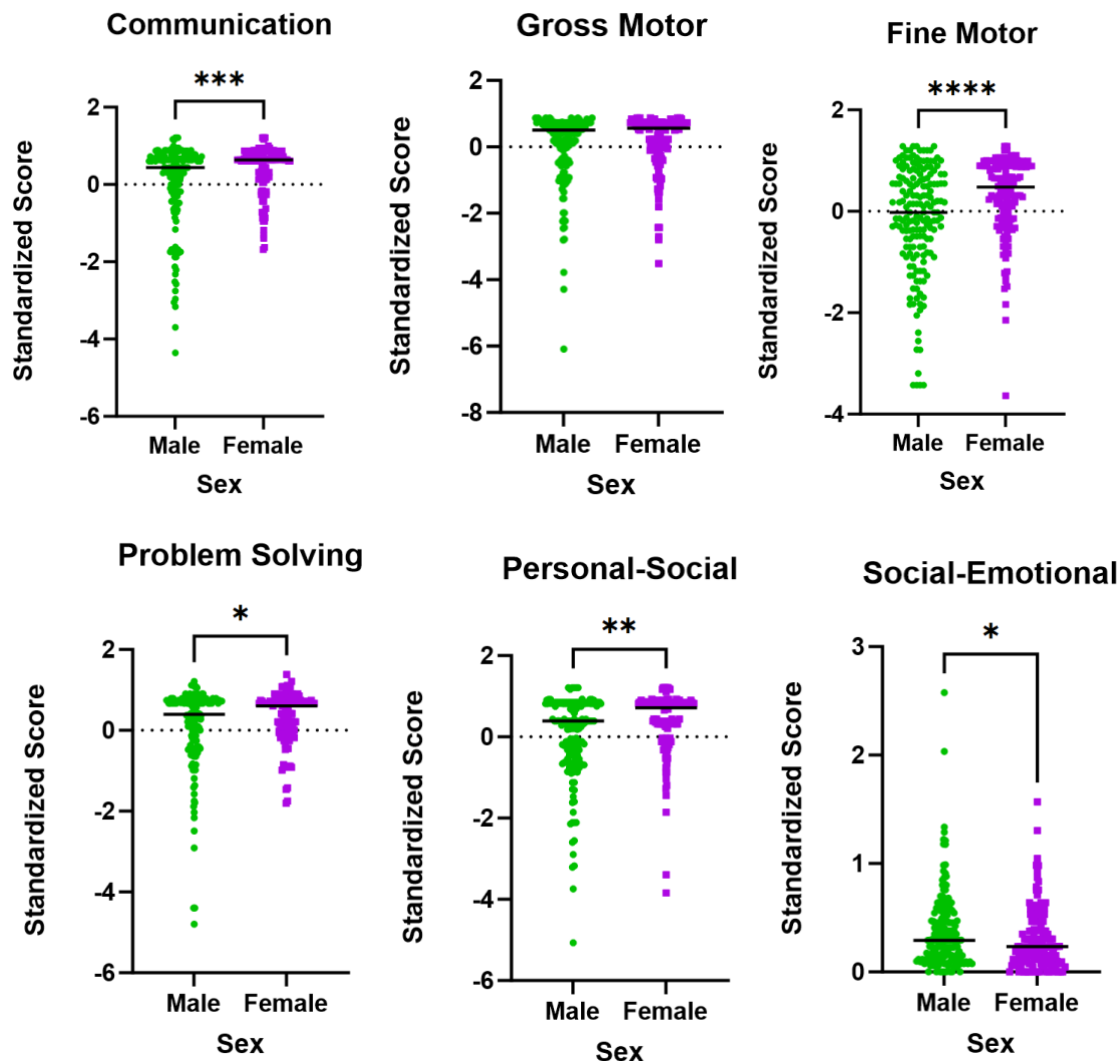 Communication
***
Standardized Score
2
0
-2
-4
-6
Male Female
Sex
Gross Motor
Standardized Score
2
0
-2
-4
-6
-8
Male Female
Sex
Fine Motor
****
Standardized Score
2
0
-2
-4
Male Female
Sex
Problem Solving
*
Standardized Score
2
0
-2
-4
-6
Male Female
Sex
Personal-Social
**
Standardized Score
2
0
-2
-4
-6
Male Female
Sex
Social-Emotional
*
Standardized Score
3
2
1
0
Male Female
Sex